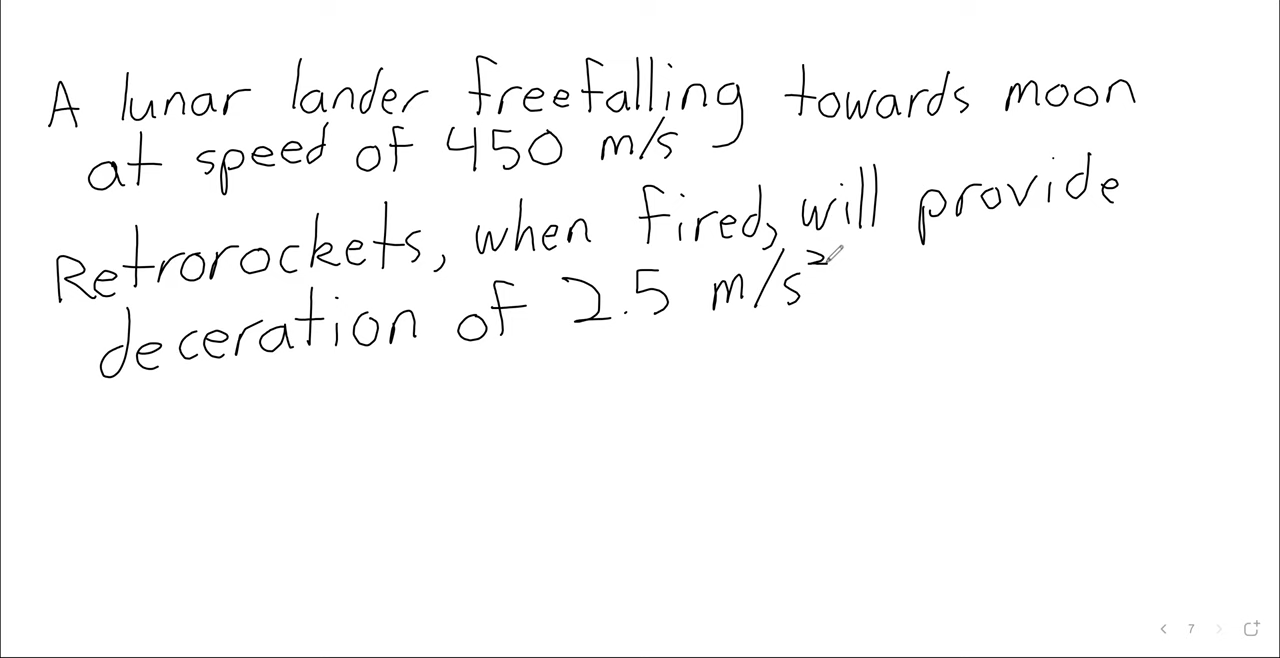 A lunar lander freefalling towards moon
at speed of 450 m/s
Retrorockets, when fired, will provide
deceration of 2.5 m/s²
7